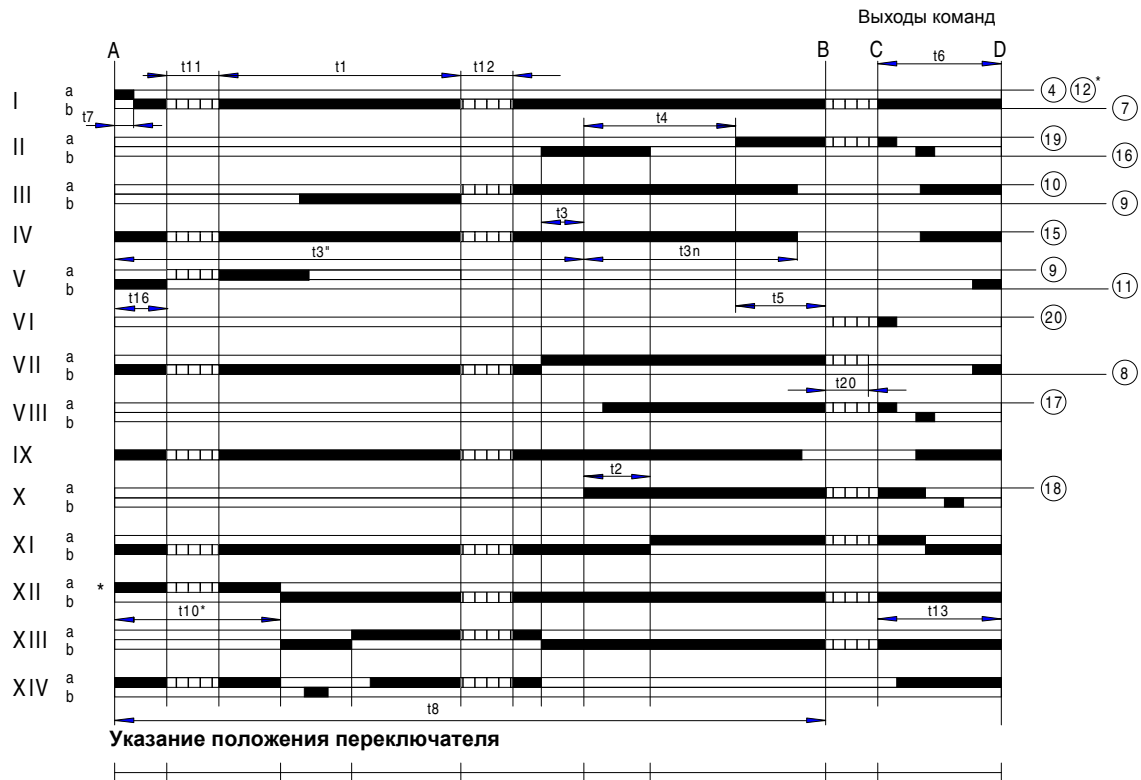 Выходы команд
A B C D
t11 t1 t12 t6
I a b 4 12* 7
t7 t4
II a b 19 16
III a b 10 9
t3
IV 15
t3" t3n
V a b 9 11
t16 t5
VI 20
VII a b 8
t20
VIII a b 17
IX
t2
X a b 18
XI a b
XII a b *
t10* t13
XIII a b
XIV a b
t8
Указание положения переключателя